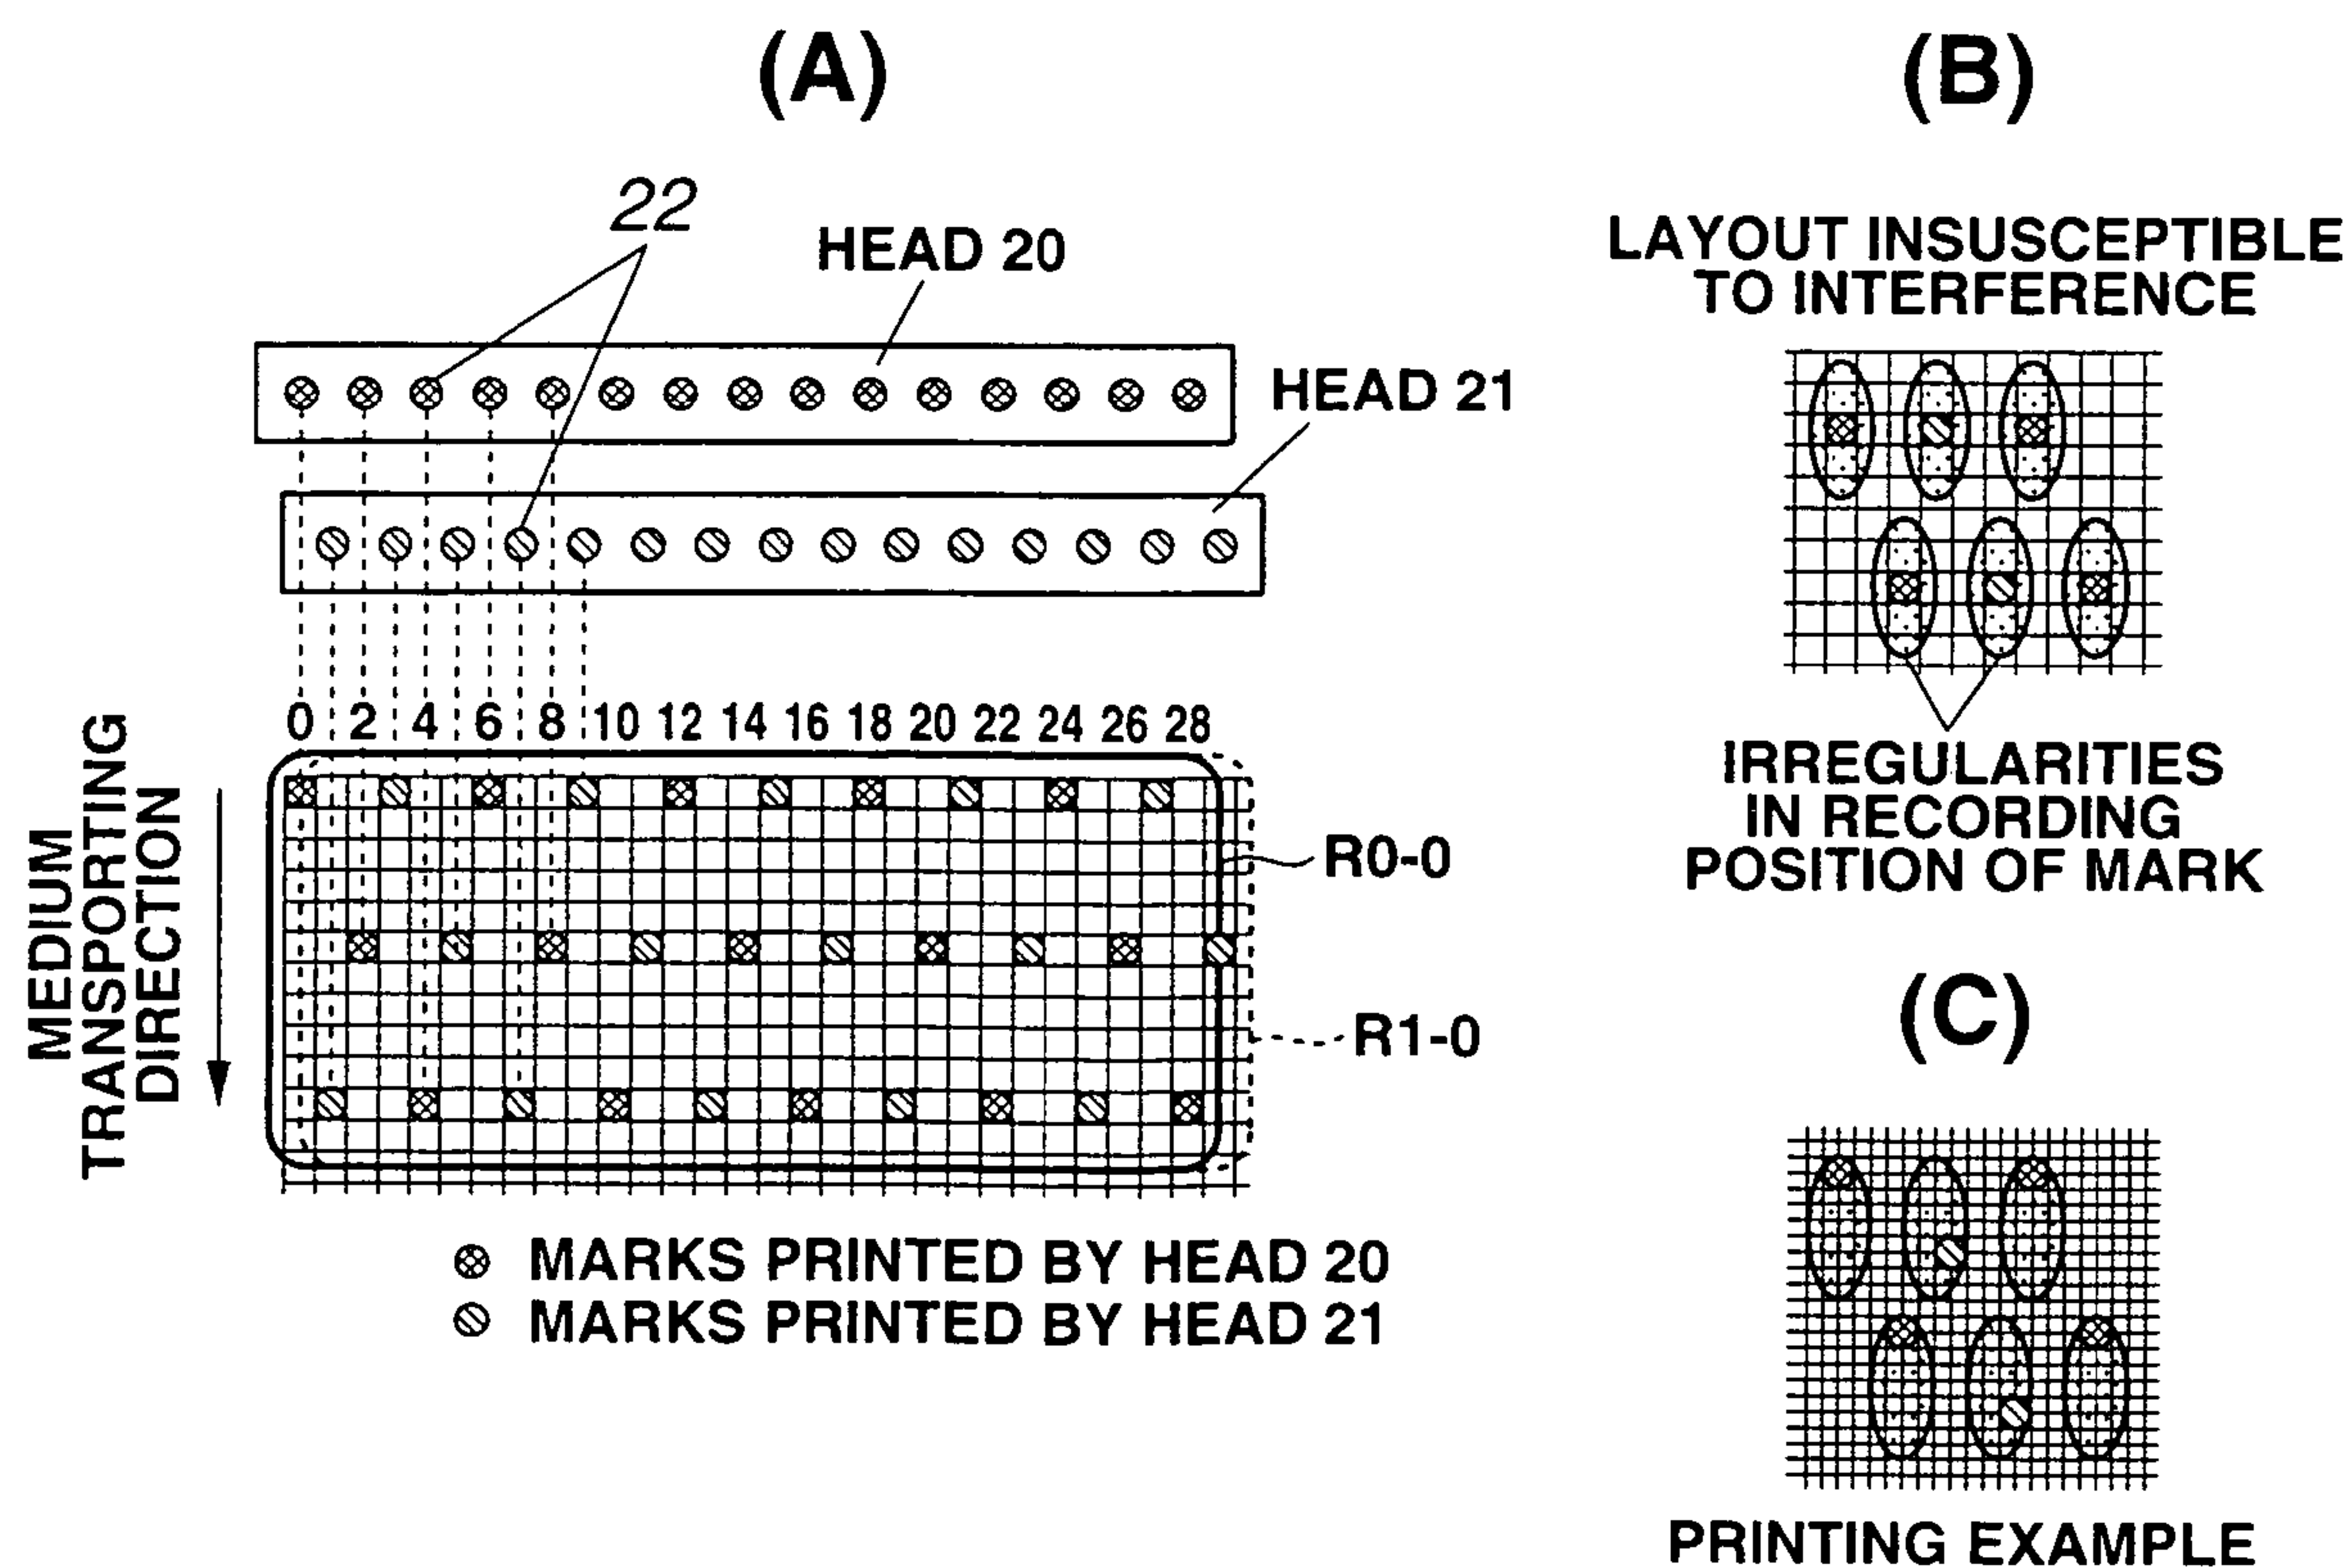 (A)
22
HEAD 20
HEAD 21
0 2 4 6 8 10 12 14 16 18 20 22 24 26 28
MEDIUM
TRANSPORTING
DIRECTION
R0-0
R1-0
MARKS PRINTED BY HEAD 20
MARKS PRINTED BY HEAD 21
(B)
LAYOUT INSUSCEPTIBLE
TO INTERFERENCE
IRREGULARITIES
IN RECORDING
POSITION OF MARK
(C)
PRINTING EXAMPLE